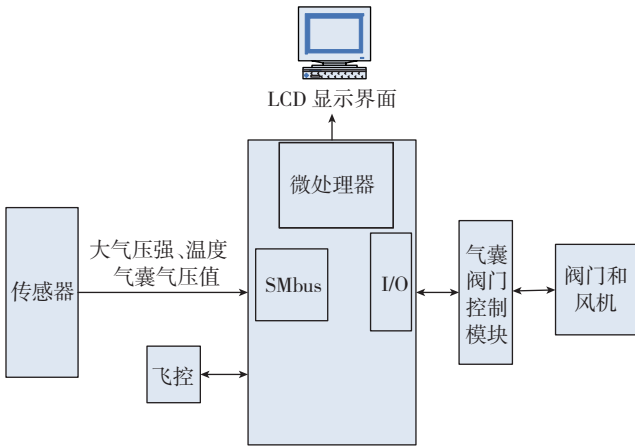 LCD 显示界面
微处理器
大气压强、温度
气囊气压值
传感器
SMbus
I/O
气囊
阀门
控制
模块
阀门和
风机
飞控